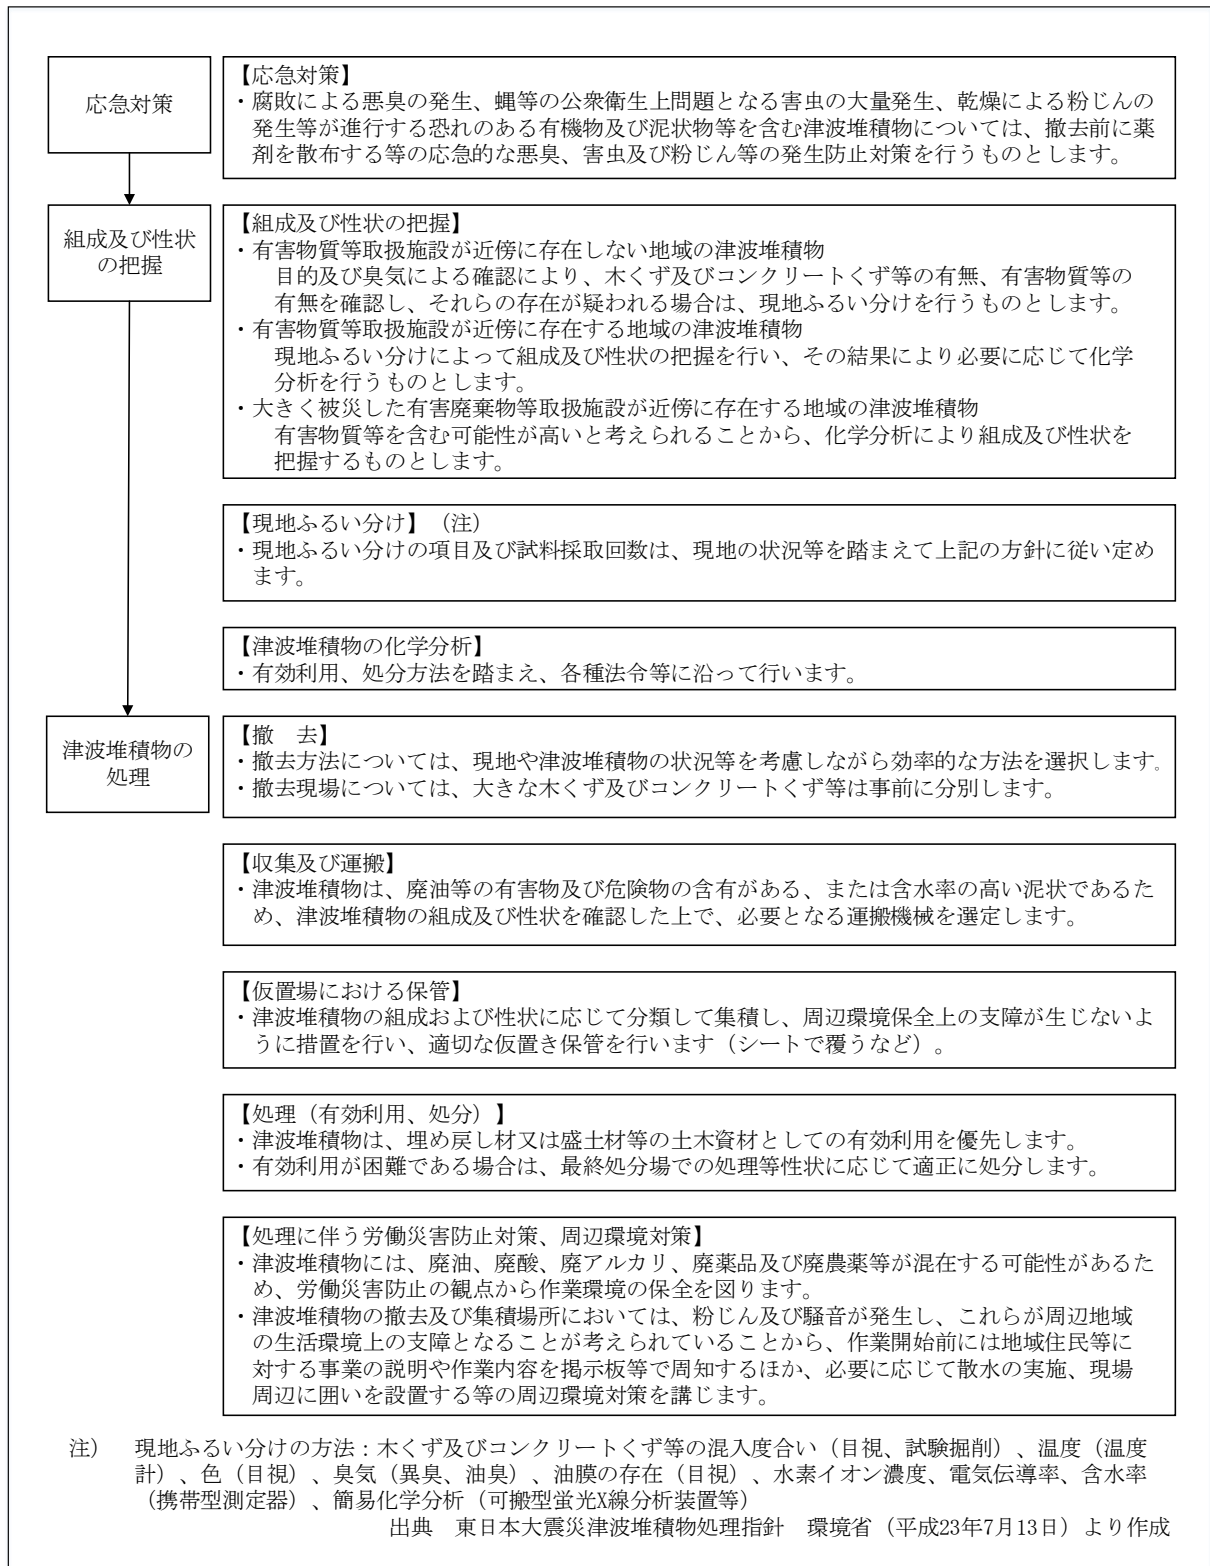 応急対策
【応急対策】
・腐敗による悪臭の発生、蝿等の公衆衛生上問題となる害虫の大量発生、乾燥による粉じんの
発生等が進行する恐れのある有機物及び泥状物等を含む津波堆積物については、撤去前に薬
剤を散布する等の応急的な悪臭、害虫及び粉じん等の発生防止対策を行うものとします。
組成及び性状
の把握
【組成及び性状の把握】
・有害物質等取扱施設が近傍に存在しない地域の津波堆積物
目的及び臭気による確認により、木くず及びコンクリートくず等の有無、有害物質等の
有無を確認し、それらの存在が疑われる場合は、現地ふるい分けを行うものとします。
・有害物質等取扱施設が近傍に存在する地域の津波堆積物
現地ふるい分けによって組成及び性状の把握を行い、その結果により必要に応じて化学
分析を行うものとします。
・大きく被災した有害廃棄物等取扱施設が近傍に存在する地域の津波堆積物
有害物質等を含む可能性が高いと考えられることから、化学分析により組成及び性状を
把握するものとします。
【現地ふるい分け】（注）
・現地ふるい分けの項目及び試料採取回数は、現地の状況等を踏まえて上記の方針に従い定め
ます。
【津波堆積物の化学分析】
・有効利用、処分方法を踏まえ、各種法令等に沿って行います。
津波堆積物の
処理
【撤　去】
・撤去方法については、現地や津波堆積物の状況等を考慮しながら効率的な方法を選択します。
・撤去現場については、大きな木くず及びコンクリートくず等は事前に分別します。
【収集及び運搬】
・津波堆積物は、廃油等の有害物及び危険物の含有がある、または含水率の高い泥状であるた
め、津波堆積物の組成及び性状を確認した上で、必要となる運搬機械を選定します。
【仮置場における保管】
・津波堆積物の組成および性状に応じて分類して集積し、周辺環境保全上の支障が生じないよ
うに措置を行い、適切な仮置き保管を行います（シートで覆うなど）。
【処理（有効利用、処分）】
・津波堆積物は、埋め戻し材又は盛土材等の土木資材としての有効利用を優先します。
・有効利用が困難である場合は、最終処分場での処理等性状に応じて適正に処分します。
【処理に伴う労働災害防止対策、周辺環境対策】
・津波堆積物には、廃油、廃酸、廃アルカリ、廃薬品及び廃農薬等が混在する可能性があるた
め、労働災害防止の観点から作業環境の保全を図ります。
・津波堆積物の撤去及び集積場所においては、粉じん及び騒音が発生し、これらが周辺地域
の生活環境上の支障となることが考えられていることから、作業開始前には地域住民等に
対する事業の説明や作業内容を掲示板等で周知するほか、必要に応じて散水の実施、現場
周辺に囲いを設置する等の周辺環境対策を講じます。
注）　現地ふるい分けの方法：木くず及びコンクリートくず等の混入度合い（目視、試験掘削）、温度（温度
計）、色（目視）、臭気（異臭、油臭）、油膜の存在（目視）、水素イオン濃度、電気伝導率、含水率
（携帯型測定器）、簡易化学分析（可搬型蛍光X線分析装置等）
出典　東日本大震災津波堆積物処理指針　環境省（平成23年7月13日）より作成